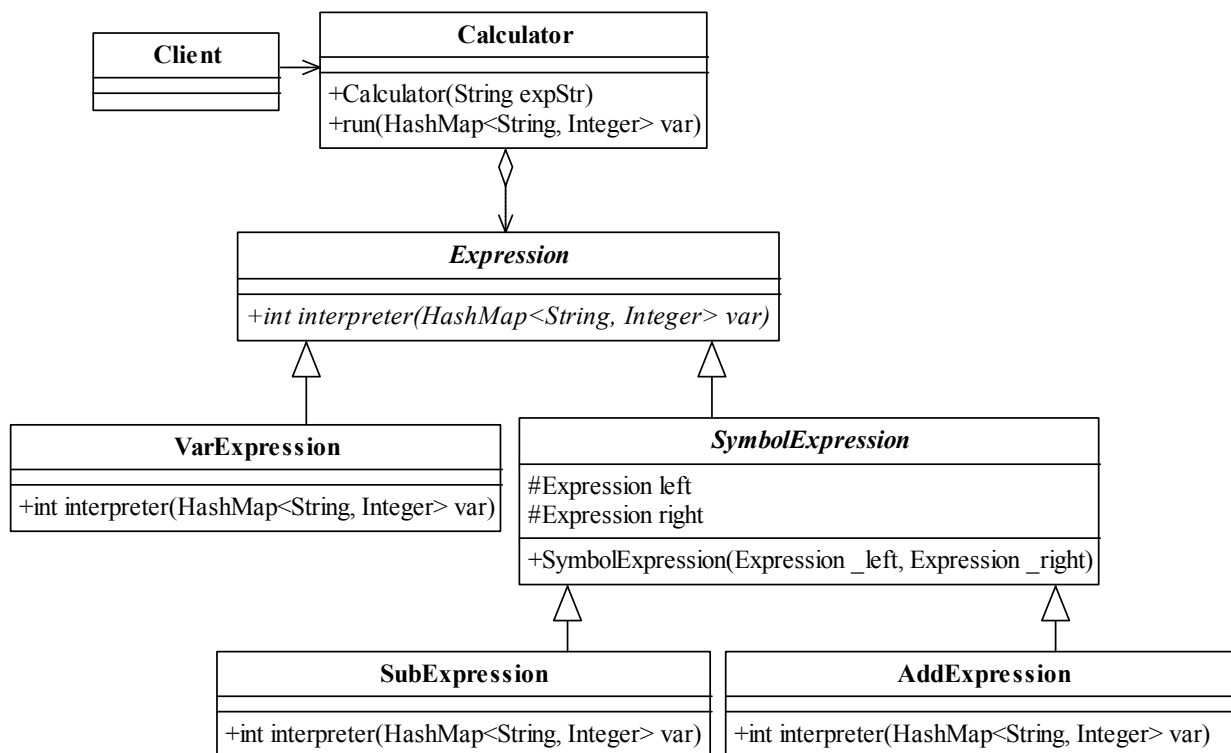 Client
Calculator
+Calculator(String expStr)
+run(HashMap<String, Integer> var)
Expression
+int interpreter(HashMap<String, Integer> var)
VarExpression
+int interpreter(HashMap<String, Integer> var)
SymbolExpression
#Expression left
#Expression right
+SymbolExpression(Expression _left, Expression _right)
SubExpression
+int interpreter(HashMap<String, Integer> var)
AddExpression
+int interpreter(HashMap<String, Integer> var)